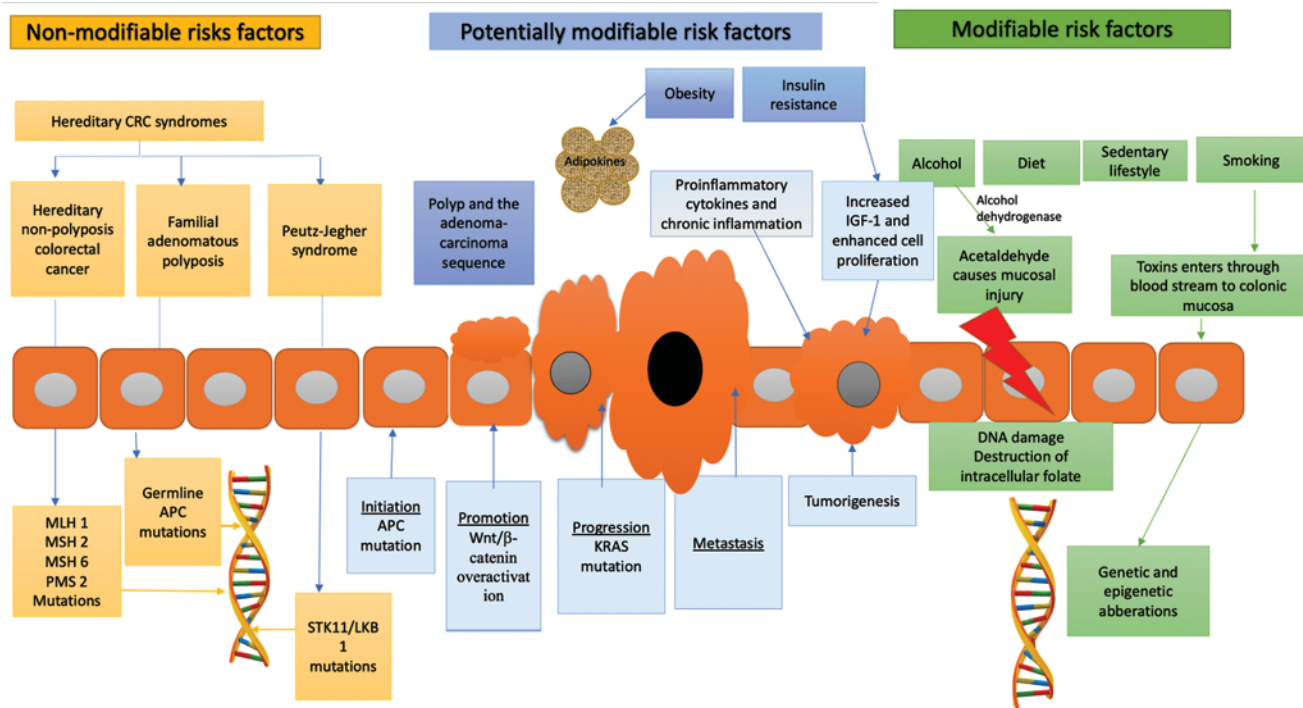 Non-modifiable risks factors
Potentially modifiable risk factors
Modifiable risk factors
Hereditary CRC syndromes
Hereditary
non-polyposis
colorectal
cancer
Familial
adenomatous
polyposis
Peutz-Jegher
syndrome
MLH 1
MSH 2
MSH 6
PMS 2
Mutations
Germline
APC
mutations
STK11/LKB
1
mutations
Obesity
Insulin
resistance
Adipokines
Polyp and the
adenoma-
carcinoma
sequence
Proinflammatory
cytokines and
chronic inflammation
Increased
IGF-1 and
enhanced cell
proliferation
Initiation
APC
mutation
Promotion
Wnt/β-
catenin
overactivat
ion
Progression
KRAS
mutation
Metastasis
Tumorigenesis
Alcohol
Diet
Sedentary
lifestyle
Smoking
Alcohol
dehydrogenase
Acetaldehyde
causes mucosal
injury
Toxins enters through
blood stream to colonic
mucosa
DNA damage
Destruction of
intracellular folate
Genetic and
epigenetic
abberations